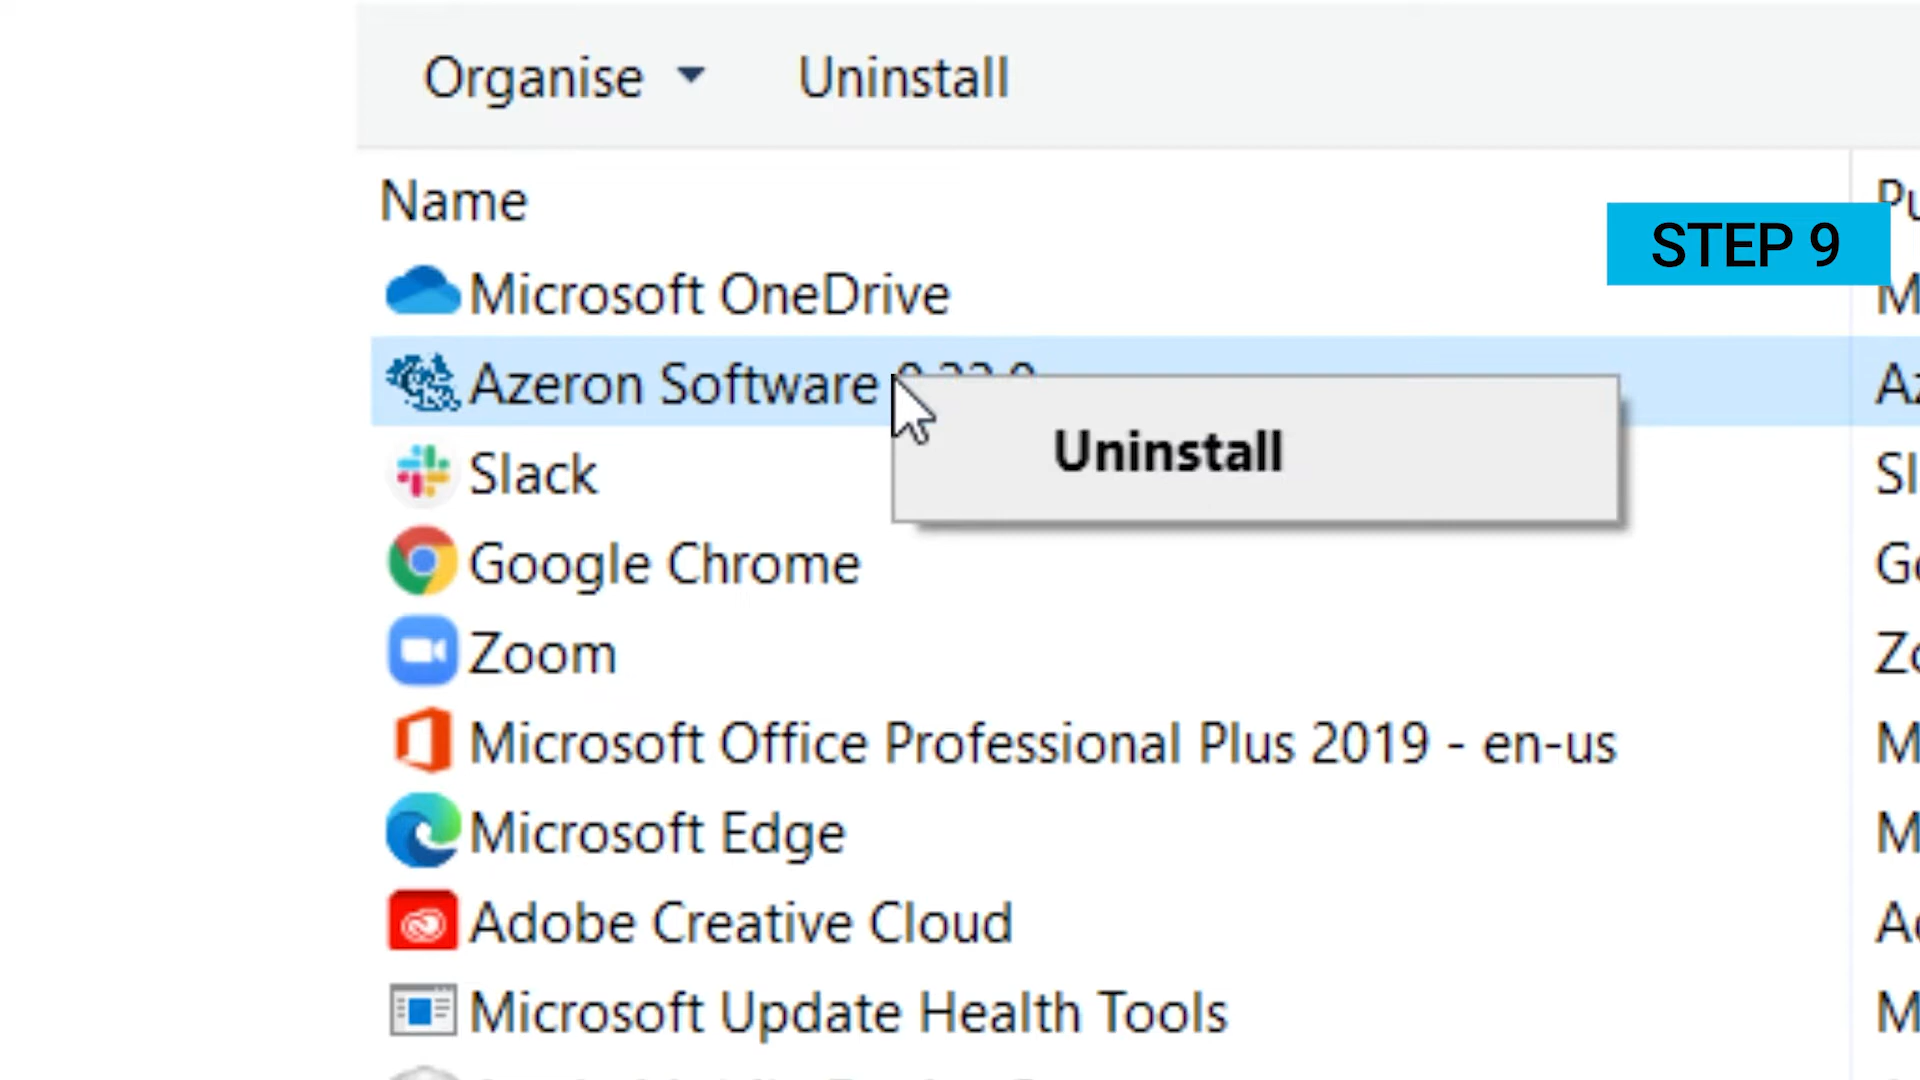 Organise Uninstall
Name
STEP 9
Microsoft OneDrive
Azeron Software
Uninstall
Slack
Google Chrome
Zoom
Microsoft Office Professional Plus 2019 - en-us
Microsoft Edge
Adobe Creative Cloud
Microsoft Update Health Tools